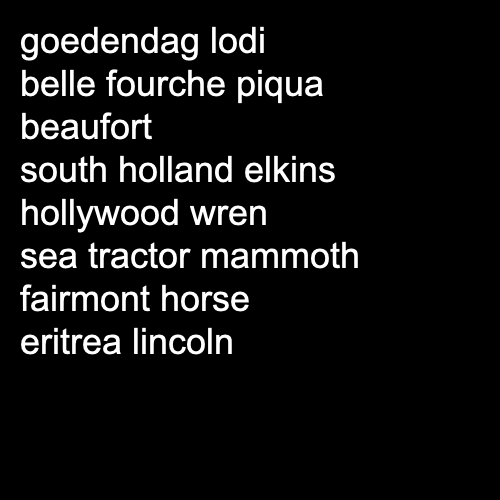 goedendag lodi
belle fourche piqua
beaufort
south holland elkins
hollywood wren
sea tractor mammoth
fairmont horse
eritrea lincoln